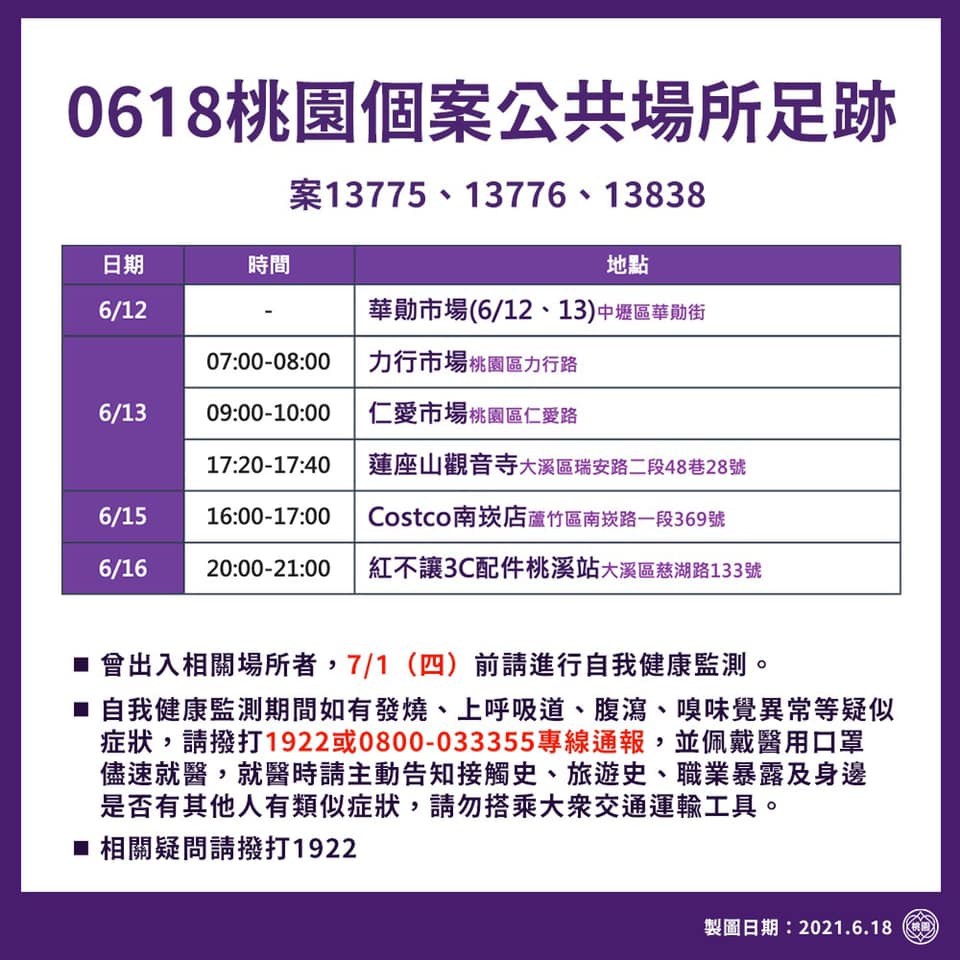 0618桃園個案公共場所足跡
案13775、13776、13838
日期 時間 地點
6/12 - 華勛市場(6/12、13)中壢區華勛街
07:00-08:00 力行市場桃園區力行路
6/13 09:00-10:00 仁愛市場桃園區仁愛路
17:20-17:40 蓮座山觀音寺大溪區瑞安路二段48巷28號
6/15 16:00-17:00 Costco南崁店蘆竹區南崁路一段369號
6/16 20:00-21:00 紅不讓3C配件桃溪站大溪區慈湖路133號
■ 曾出入相關場所者，7/1（四）前請進行自我健康監測。
■ 自我健康監測期間如有發燒、上呼吸道、腹瀉、嗅味覺異常等疑似
症狀，請撥打1922或0800-033355專線通報，並佩戴醫用口罩
儘速就醫，就醫時請主動告知接觸史、旅遊史、職業暴露及身邊
是否有其他人有類似症狀，請勿搭乘大眾交通運輸工具。
■ 相關疑問請撥打1922
製圖日期：2021.6.18 桃園